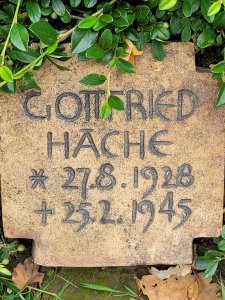 GOTTFRIED
HÄCHE
* 27.8.1928
+ 25.2.1945